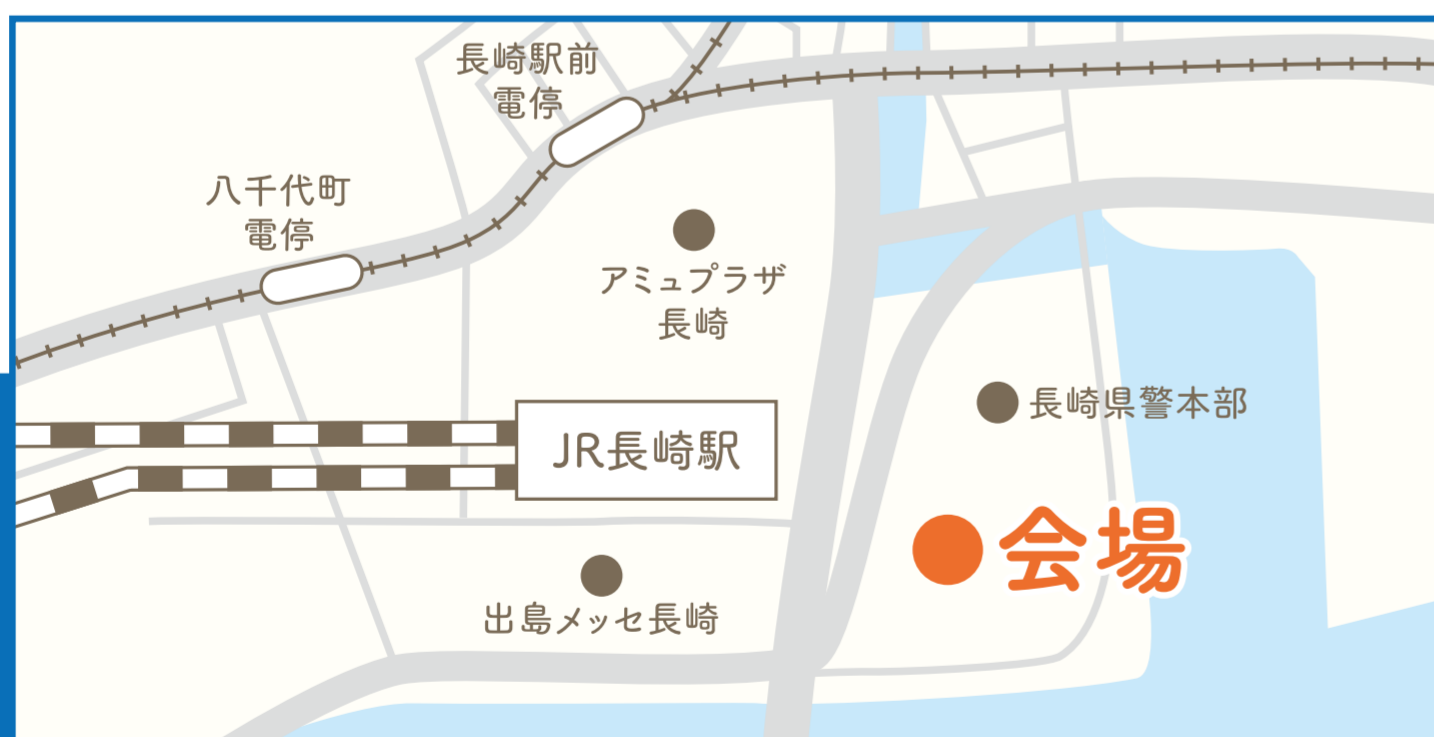 長崎駅前
電停
八千代町
電停
アミュプラザ
長崎
長崎県警本部
JR長崎駅
会場
出島メッセ長崎